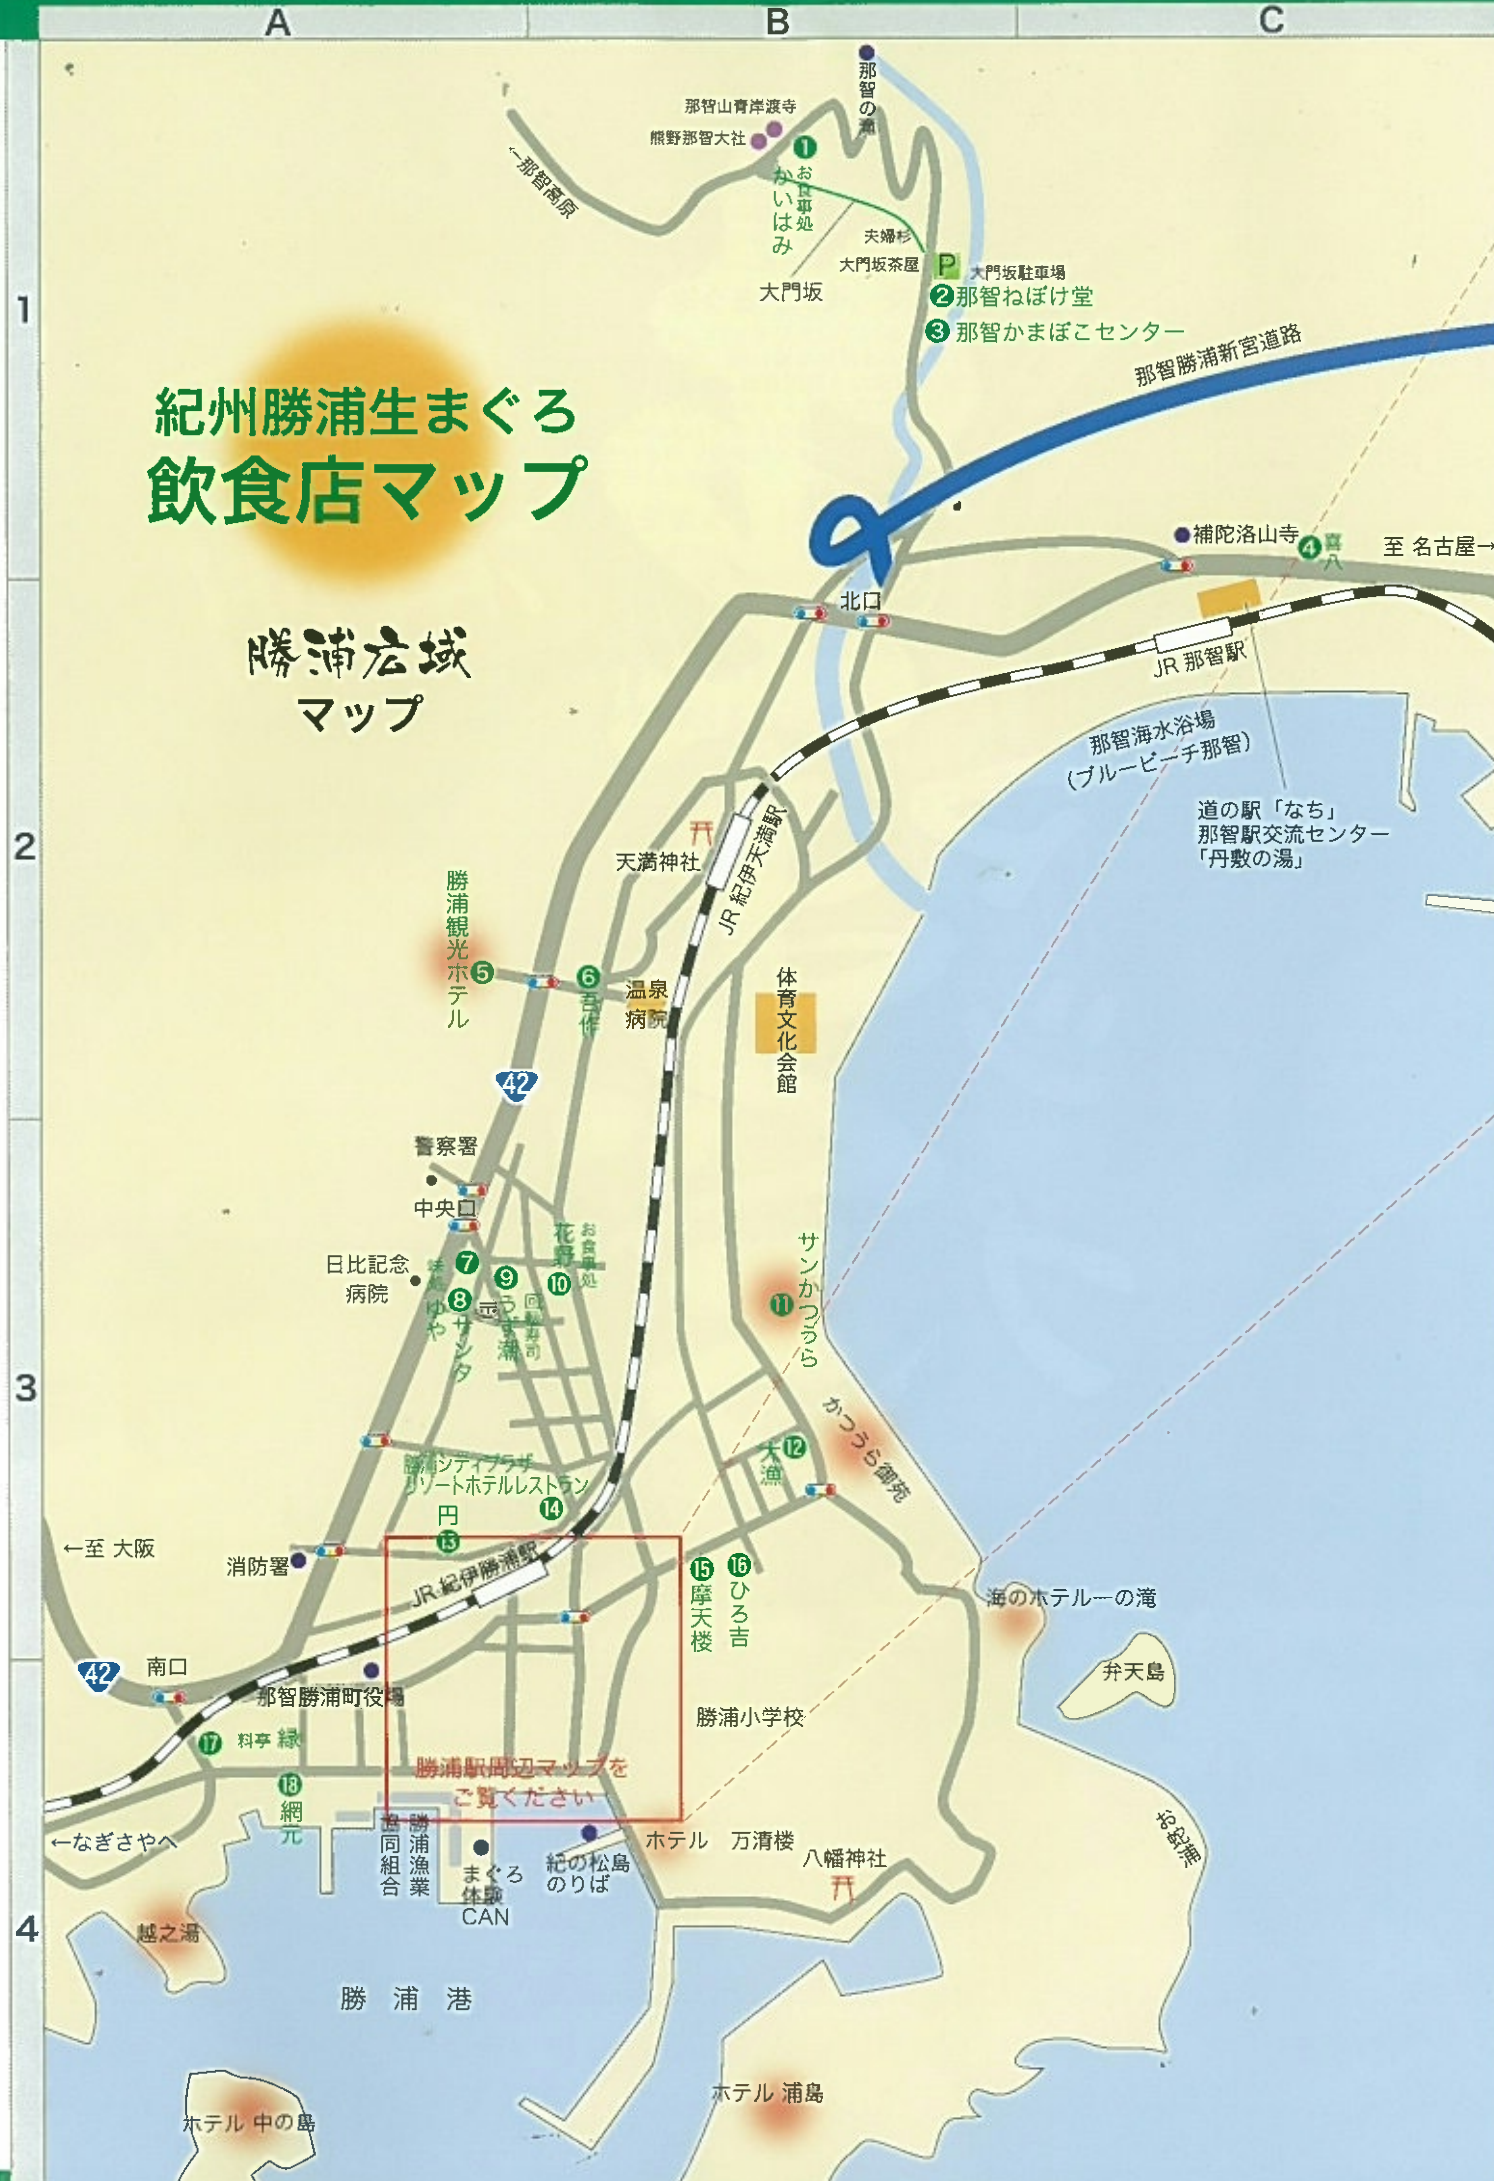 A
B
C
1
2
3
4
那智の滝
那智山青岸渡寺
熊野那智大社
←那智高原
1
お食事処
かいはみ
夫婦杉
大門坂茶屋
大門坂
P
大門坂駐車場
2 那智ねぼけ堂
3 那智かまぼこセンター
那智勝浦新宮道路
紀州勝浦生まぐろ
飲食店マップ
勝浦広域
マップ
補陀洛山寺
4
喜八
至 名古屋→
北口
JR 那智駅
那智海水浴場
(ブルービーチ那智)
道の駅「なち」
那智駅交流センター
「丹敷の湯」
天満神社
JR 紀伊天満駅
勝浦観光ホテル
5
6
吾作
温泉
病院
体育文化会館
42
警察署
中央口
日比記念
病院
7
味処
ゆや
8
サンタ
9
回転寿司
うず潮
10
お食事処
花野
11
サンかつうら
かつうら御苑
12
大漁
勝浦シティプラザ
リゾートホテルレストラン
14
円
13
←至 大阪
消防署
JR 紀伊勝浦駅
15
摩天楼
16
ひろ吉
海のホテル一の滝
弁天島
42
南口
那智勝浦町役場
勝浦小学校
17
料亭 緑
18
網元
勝浦駅周辺マップを
ご覧ください
←なぎさやへ
勝浦漁業
協同組合
まぐろ
体験
CAN
紀の松島
のりば
ホテル 万清楼
八幡神社
越之湯
勝浦港
ホテル 中の島
ホテル 浦島